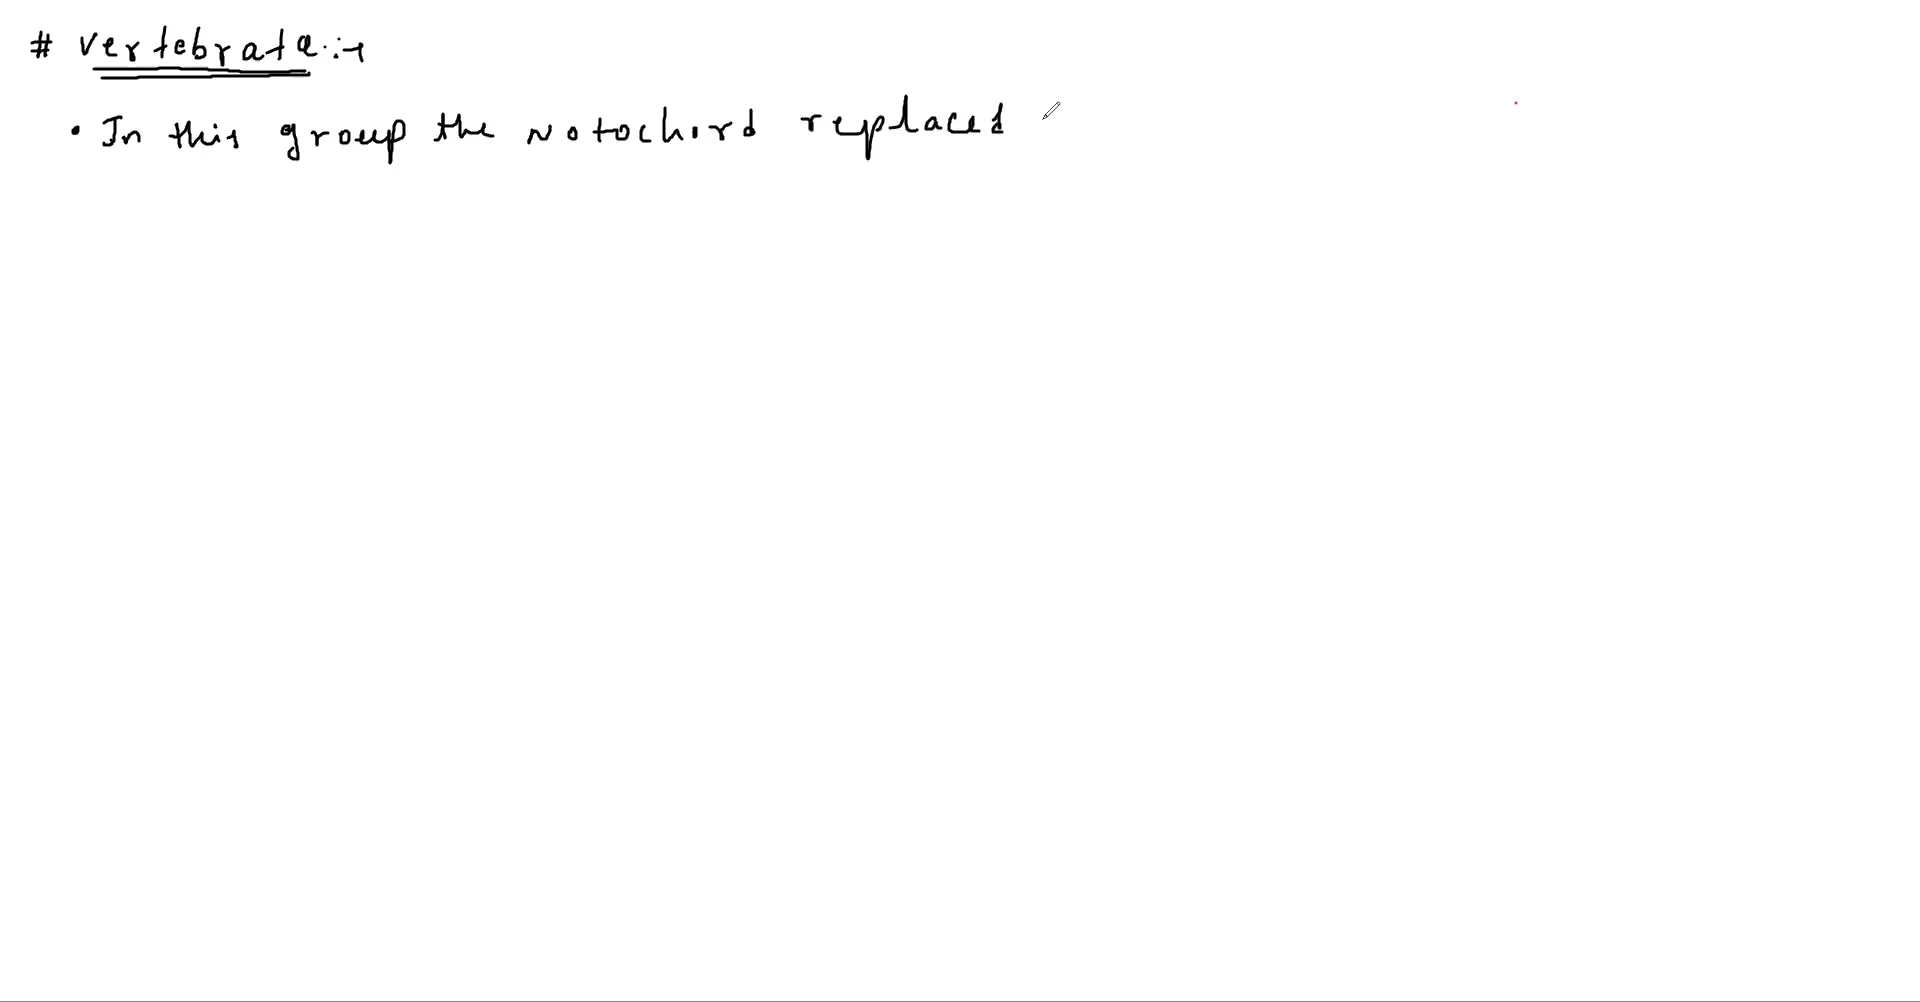 # vertebrata :→
• In this group the Notochord replaced